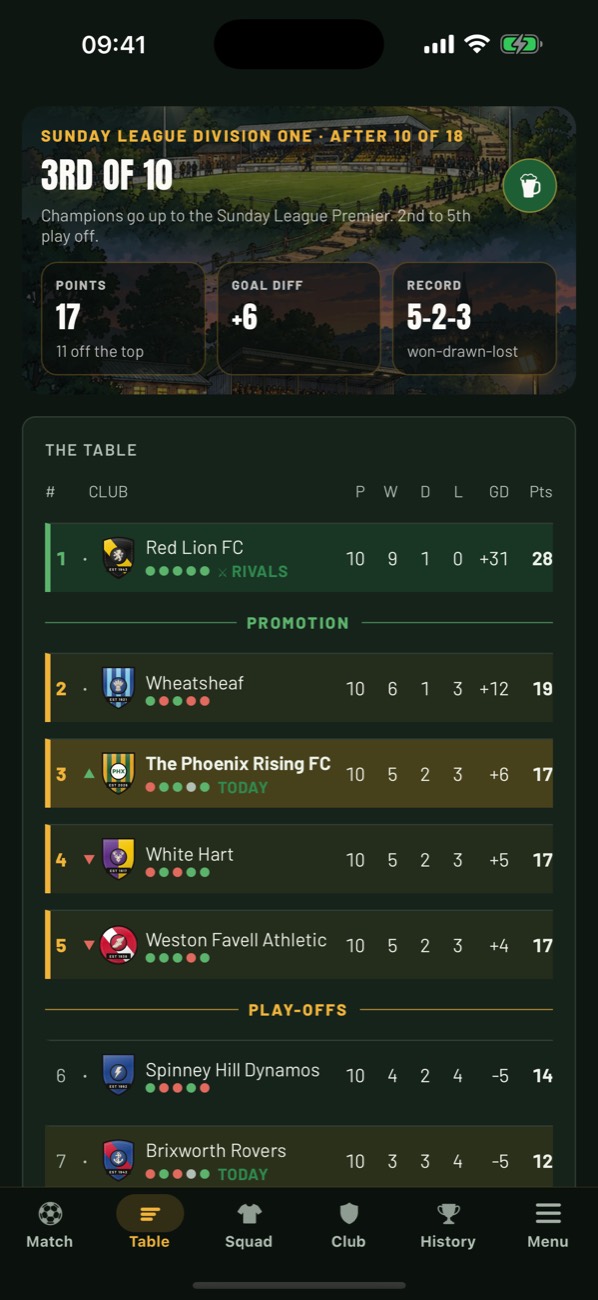 09:41
SUNDAY LEAGUE DIVISION ONE · AFTER 10 OF 18
3RD OF 10
Champions go up to the Sunday League Premier. 2nd to 5th
play off.
POINTS GOAL DIFF RECORD
17 +6 5-2-3
11 off the top won-drawn-lost
THE TABLE
# CLUB P W D L GD Pts
1 · Red Lion FC 10 9 1 0 +31 28
× RIVALS
PROMOTION
2 · Wheatsheaf 10 6 1 3 +12 19
3 ▲ PHX The Phoenix Rising FC 10 5 2 3 +6 17
TODAY
4 ▼ White Hart 10 5 2 3 +5 17
5 ▼ Weston Favell Athletic 10 5 2 3 +4 17
PLAY-OFFS
6 · Spinney Hill Dynamos 10 4 2 4 -5 14
7 · Brixworth Rovers 10 3 3 4 -5 12
TODAY
Match Table Squad Club History Menu